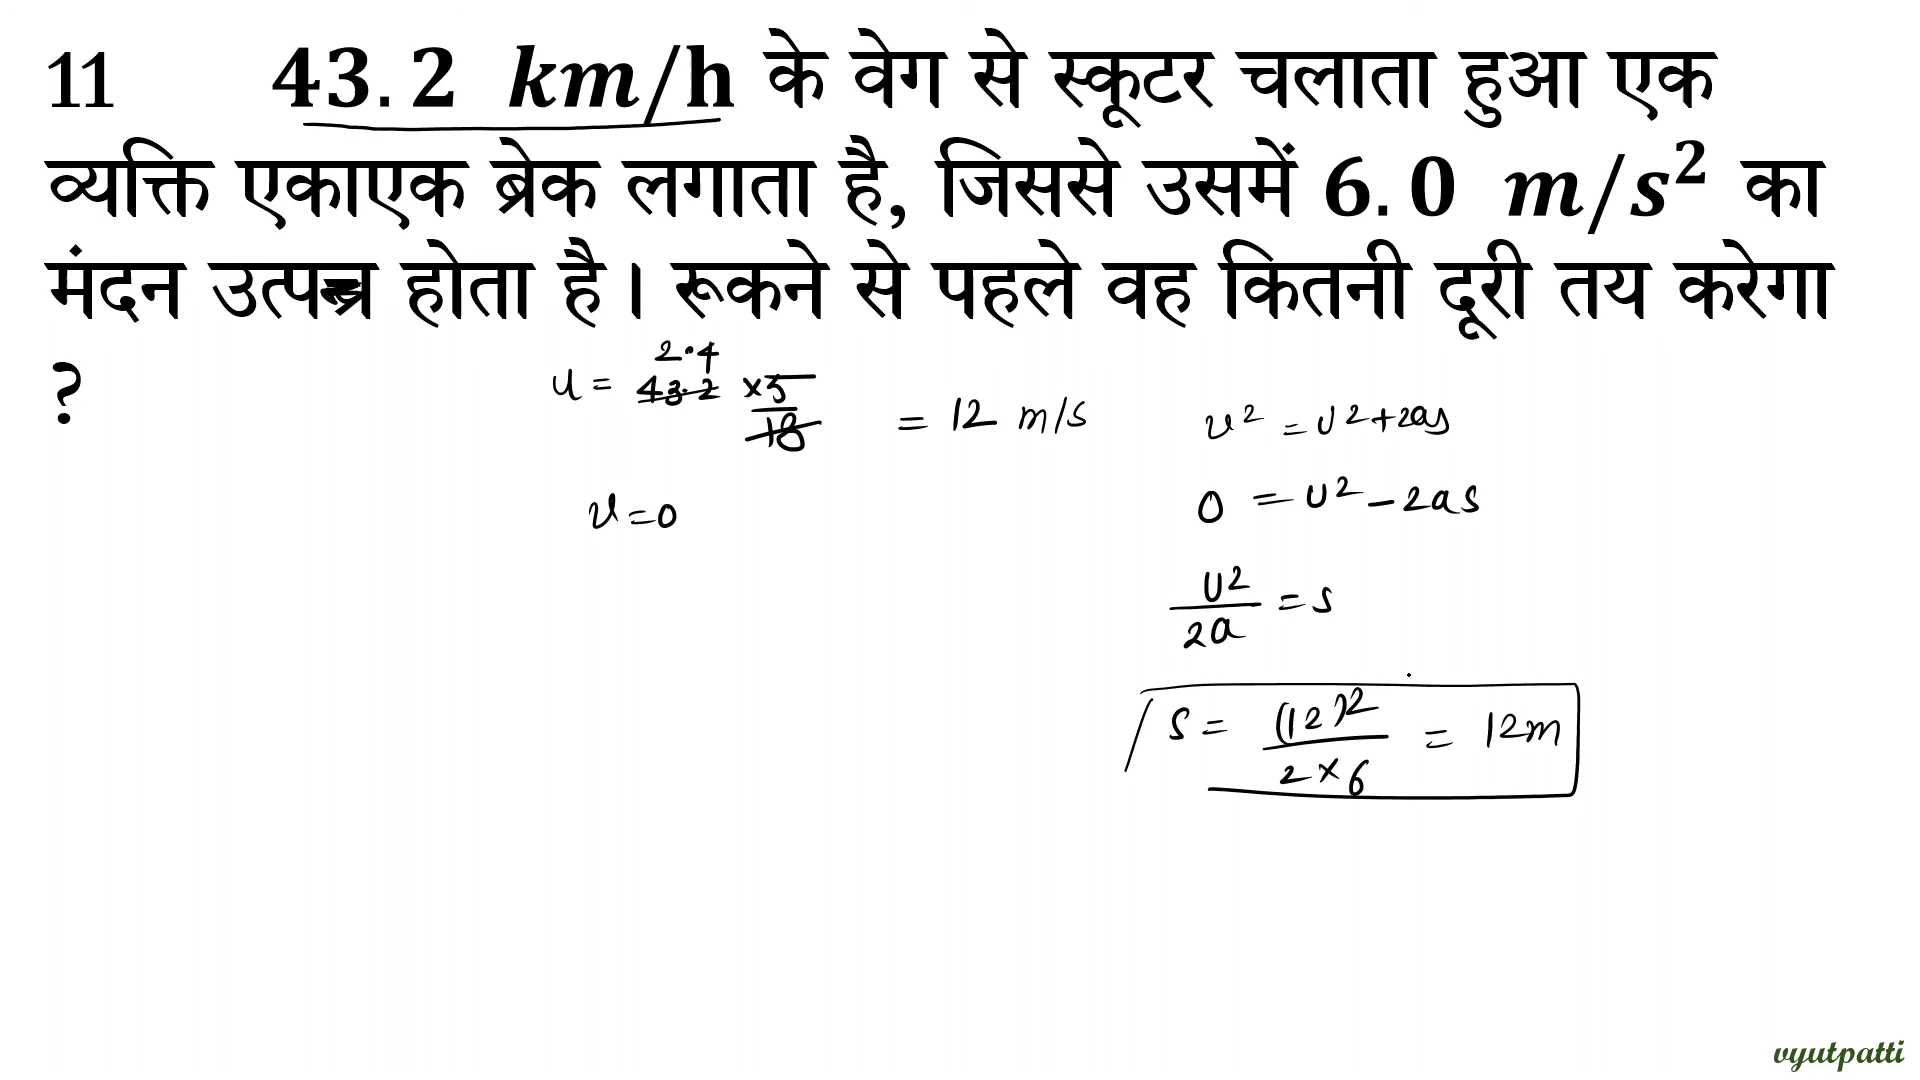 11 43.2 km/h के वेग से स्कूटर चलाता हुआ एक
व्यक्ति एकाएक ब्रेक लगाता है, जिससे उसमें 6.0 m/s² का
मंदन उत्पन्न होता है। रूकने से पहले वह कितनी दूरी तय करेगा
?
2.4
u = 43.2 × 5/18 = 12 m/s
v = 0
v² = u² + 2as
0 = u² - 2as
u²/2a = s
s = (12)²/2×6 = 12m
vyutpatti